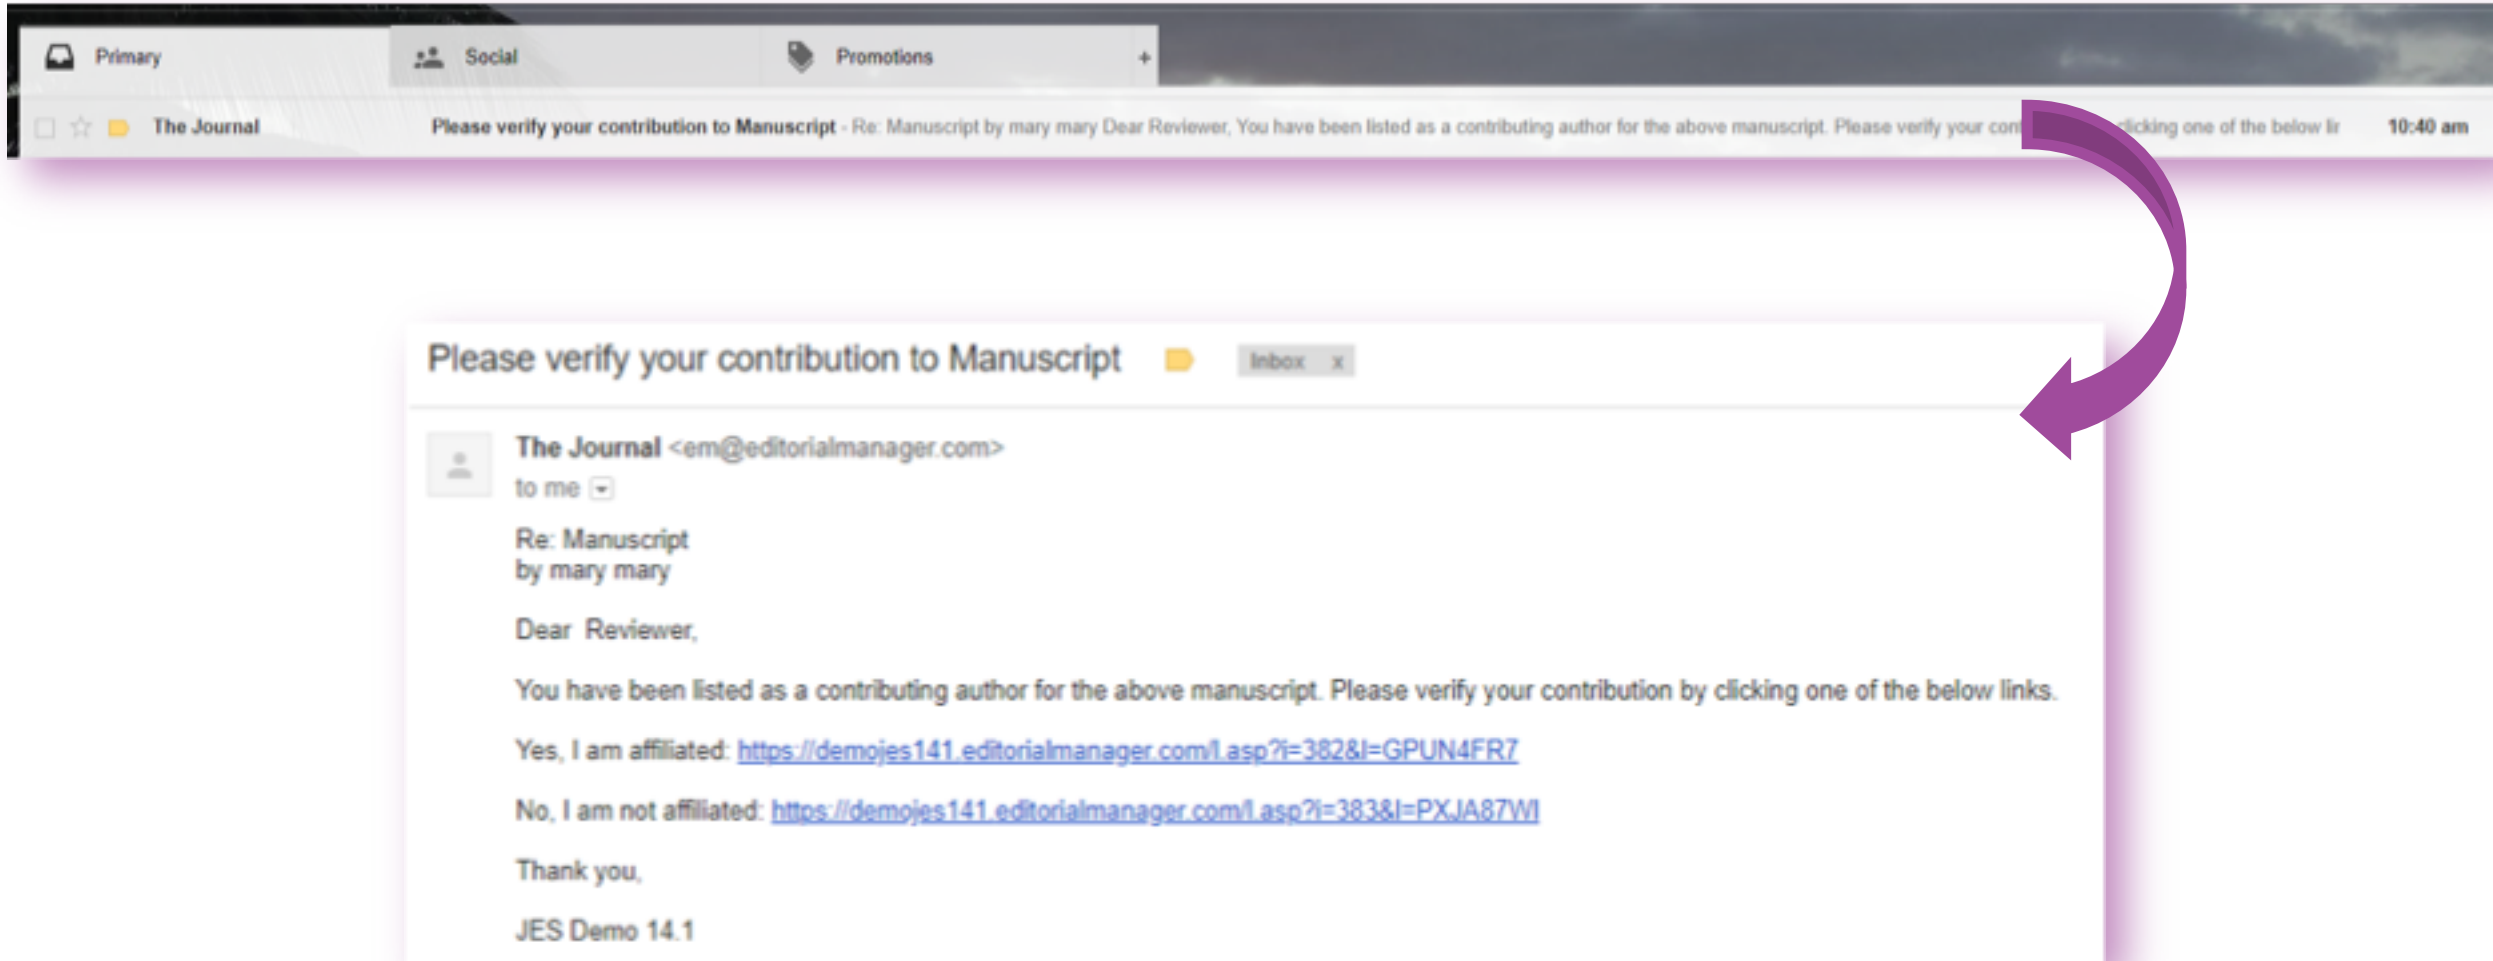 Primary
Social
Promotions
+
The Journal
Please verify your contribution to Manuscript - Re: Manuscript by mary mary Dear Reviewer, You have been listed as a contributing author for the above manuscript. Please verify your clicking one of the below
10:40 am
Please verify your contribution to Manuscript
Inbox x
The Journal <em@editorialmanager.com>
to me
Re: Manuscript
by mary mary
Dear Reviewer,
You have been listed as a contributing author for the above manuscript. Please verify your contribution by clicking one of the below links.
Yes, I am affiliated: https://demojes141.editorialmanager.com/l.asp?i=382&l=GPUN4FR7
No, I am not affiliated: https://demojes141.editorialmanager.com/l.asp?i=383&l=PXJA87WI
Thank you,
JES Demo 14.1